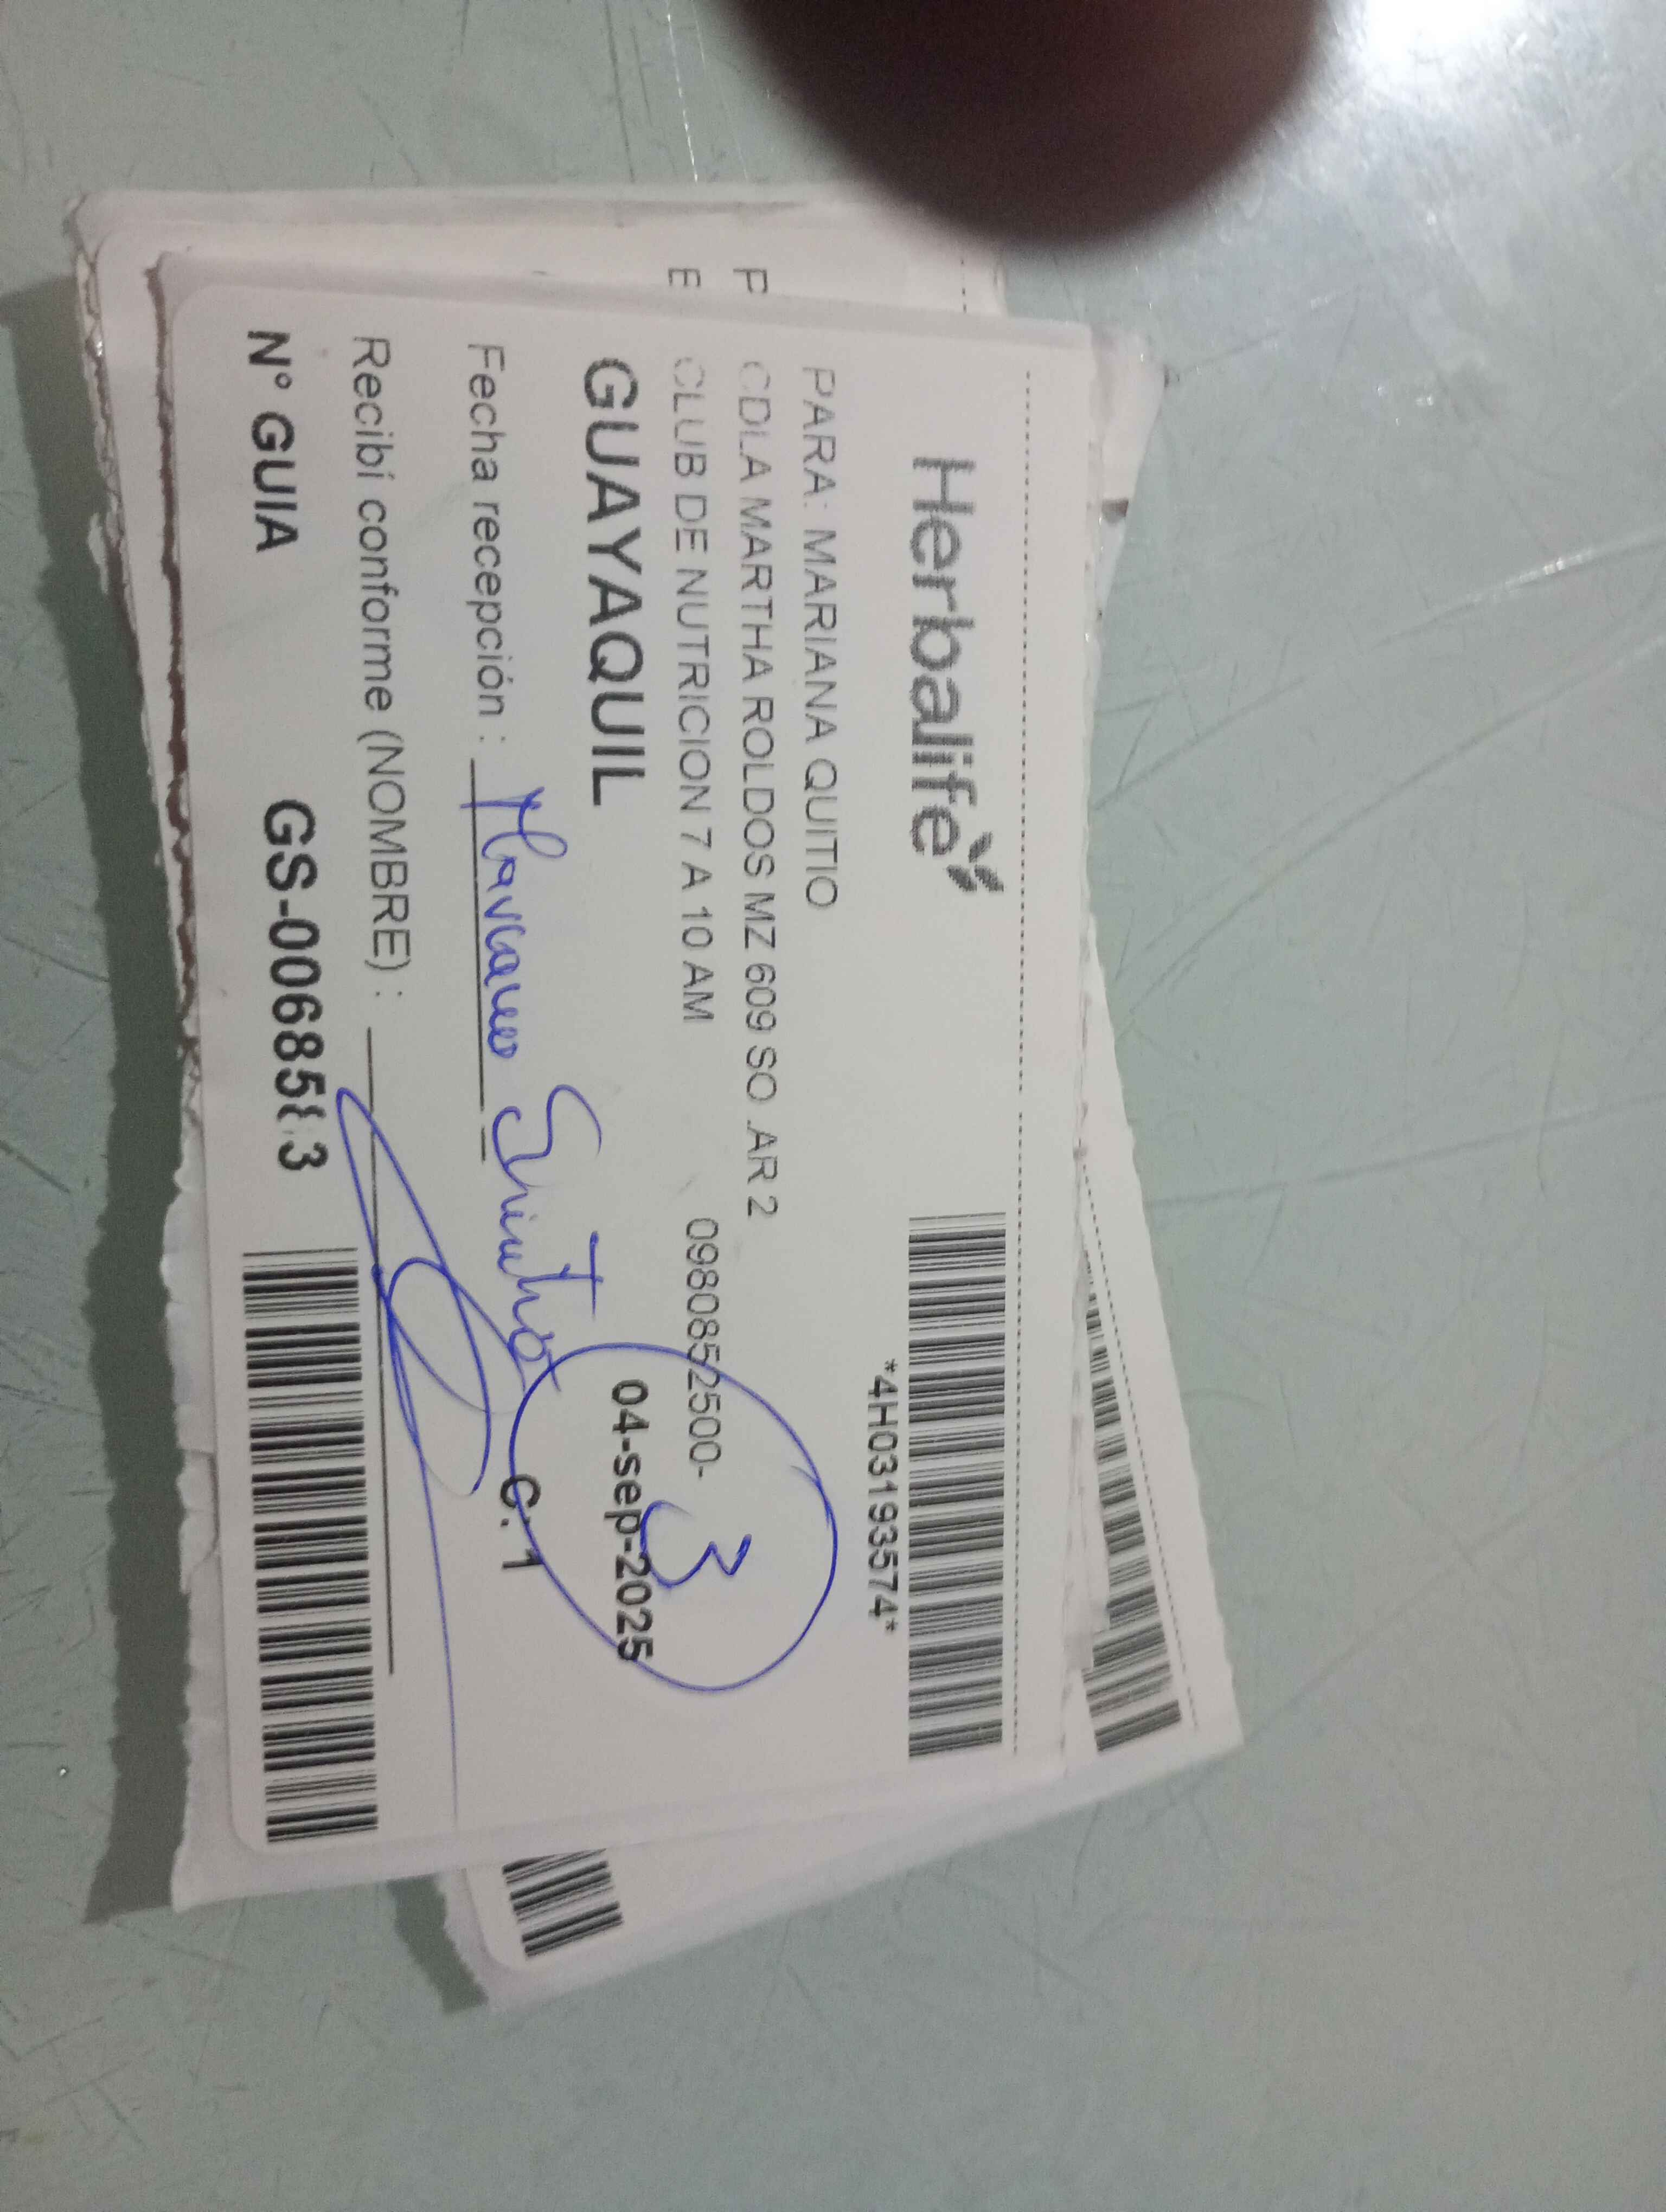 Herbalife
*4H03193574*
PARA: MARIANA QUITIO
CDLA MARTHA ROLDOS MZ 609 SO AR 2
CLUB DE NUTRICION 7 A 10 AM 0980852500-
3
GUAYAQUIL 04-sep-2025
Fecha recepción : C: 1
Recibí conforme (NOMBRE) :
N° GUIA
P
E